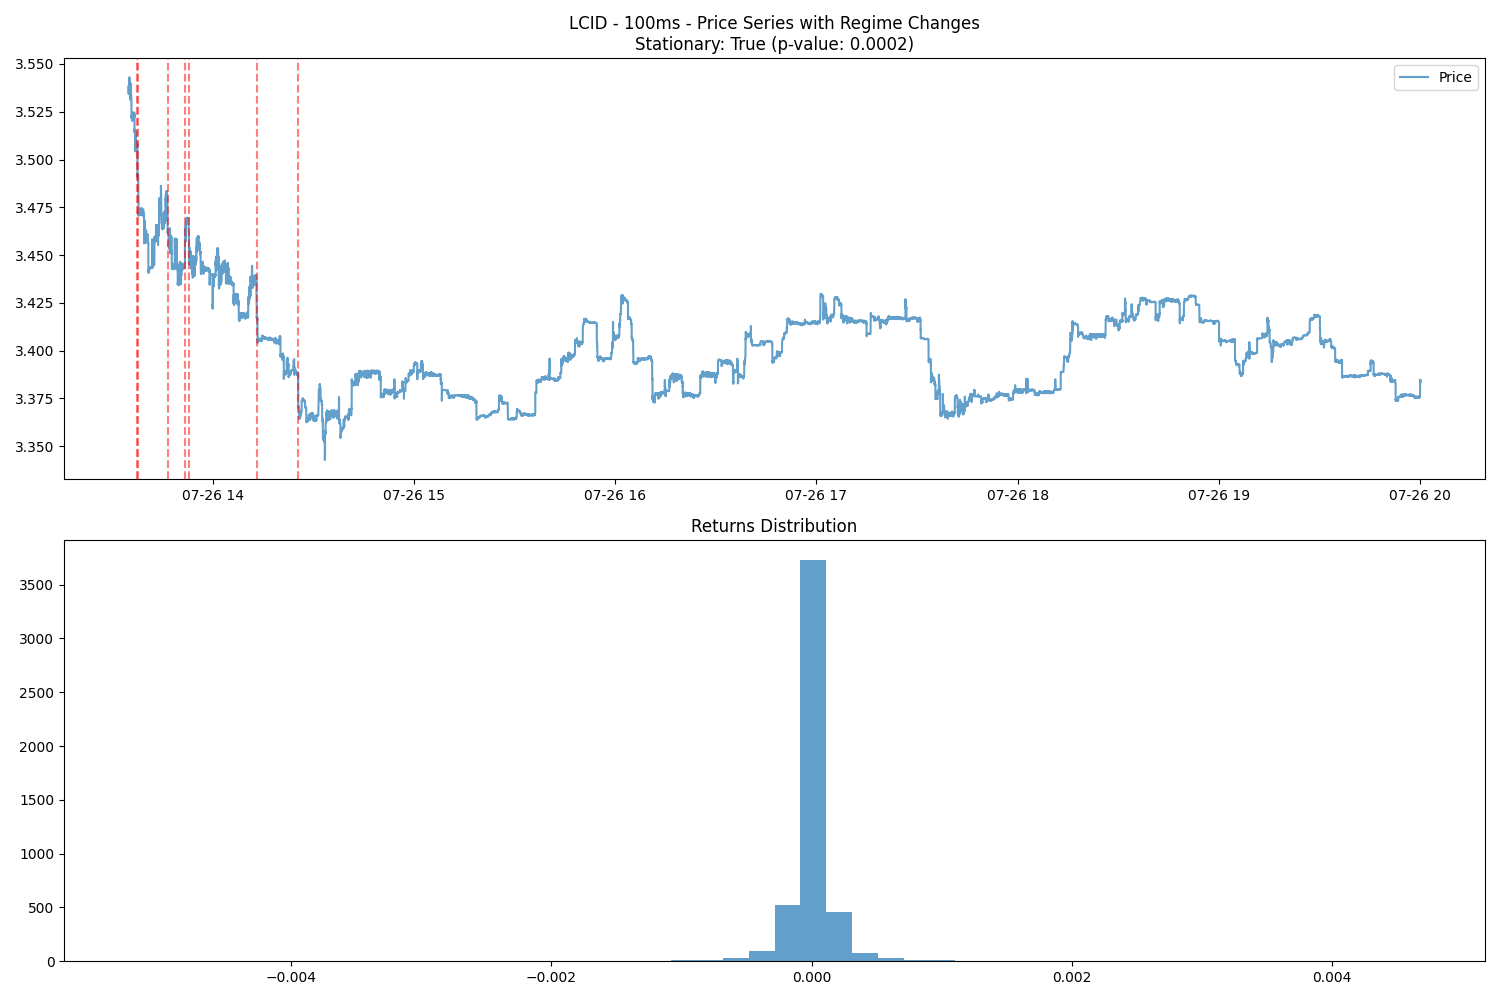 LCID - 100ms - Price Series with Regime Changes
Stationary: True (p-value: 0.0002)
Price
3.550
3.525
3.500
3.475
3.450
3.425
3.400
3.375
3.350
07-26 14 07-26 15 07-26 16 07-26 17 07-26 18 07-26 19 07-26 20
Returns Distribution
3500
3000
2500
2000
1500
1000
500
0
−0.004 −0.002 0.000 0.002 0.004